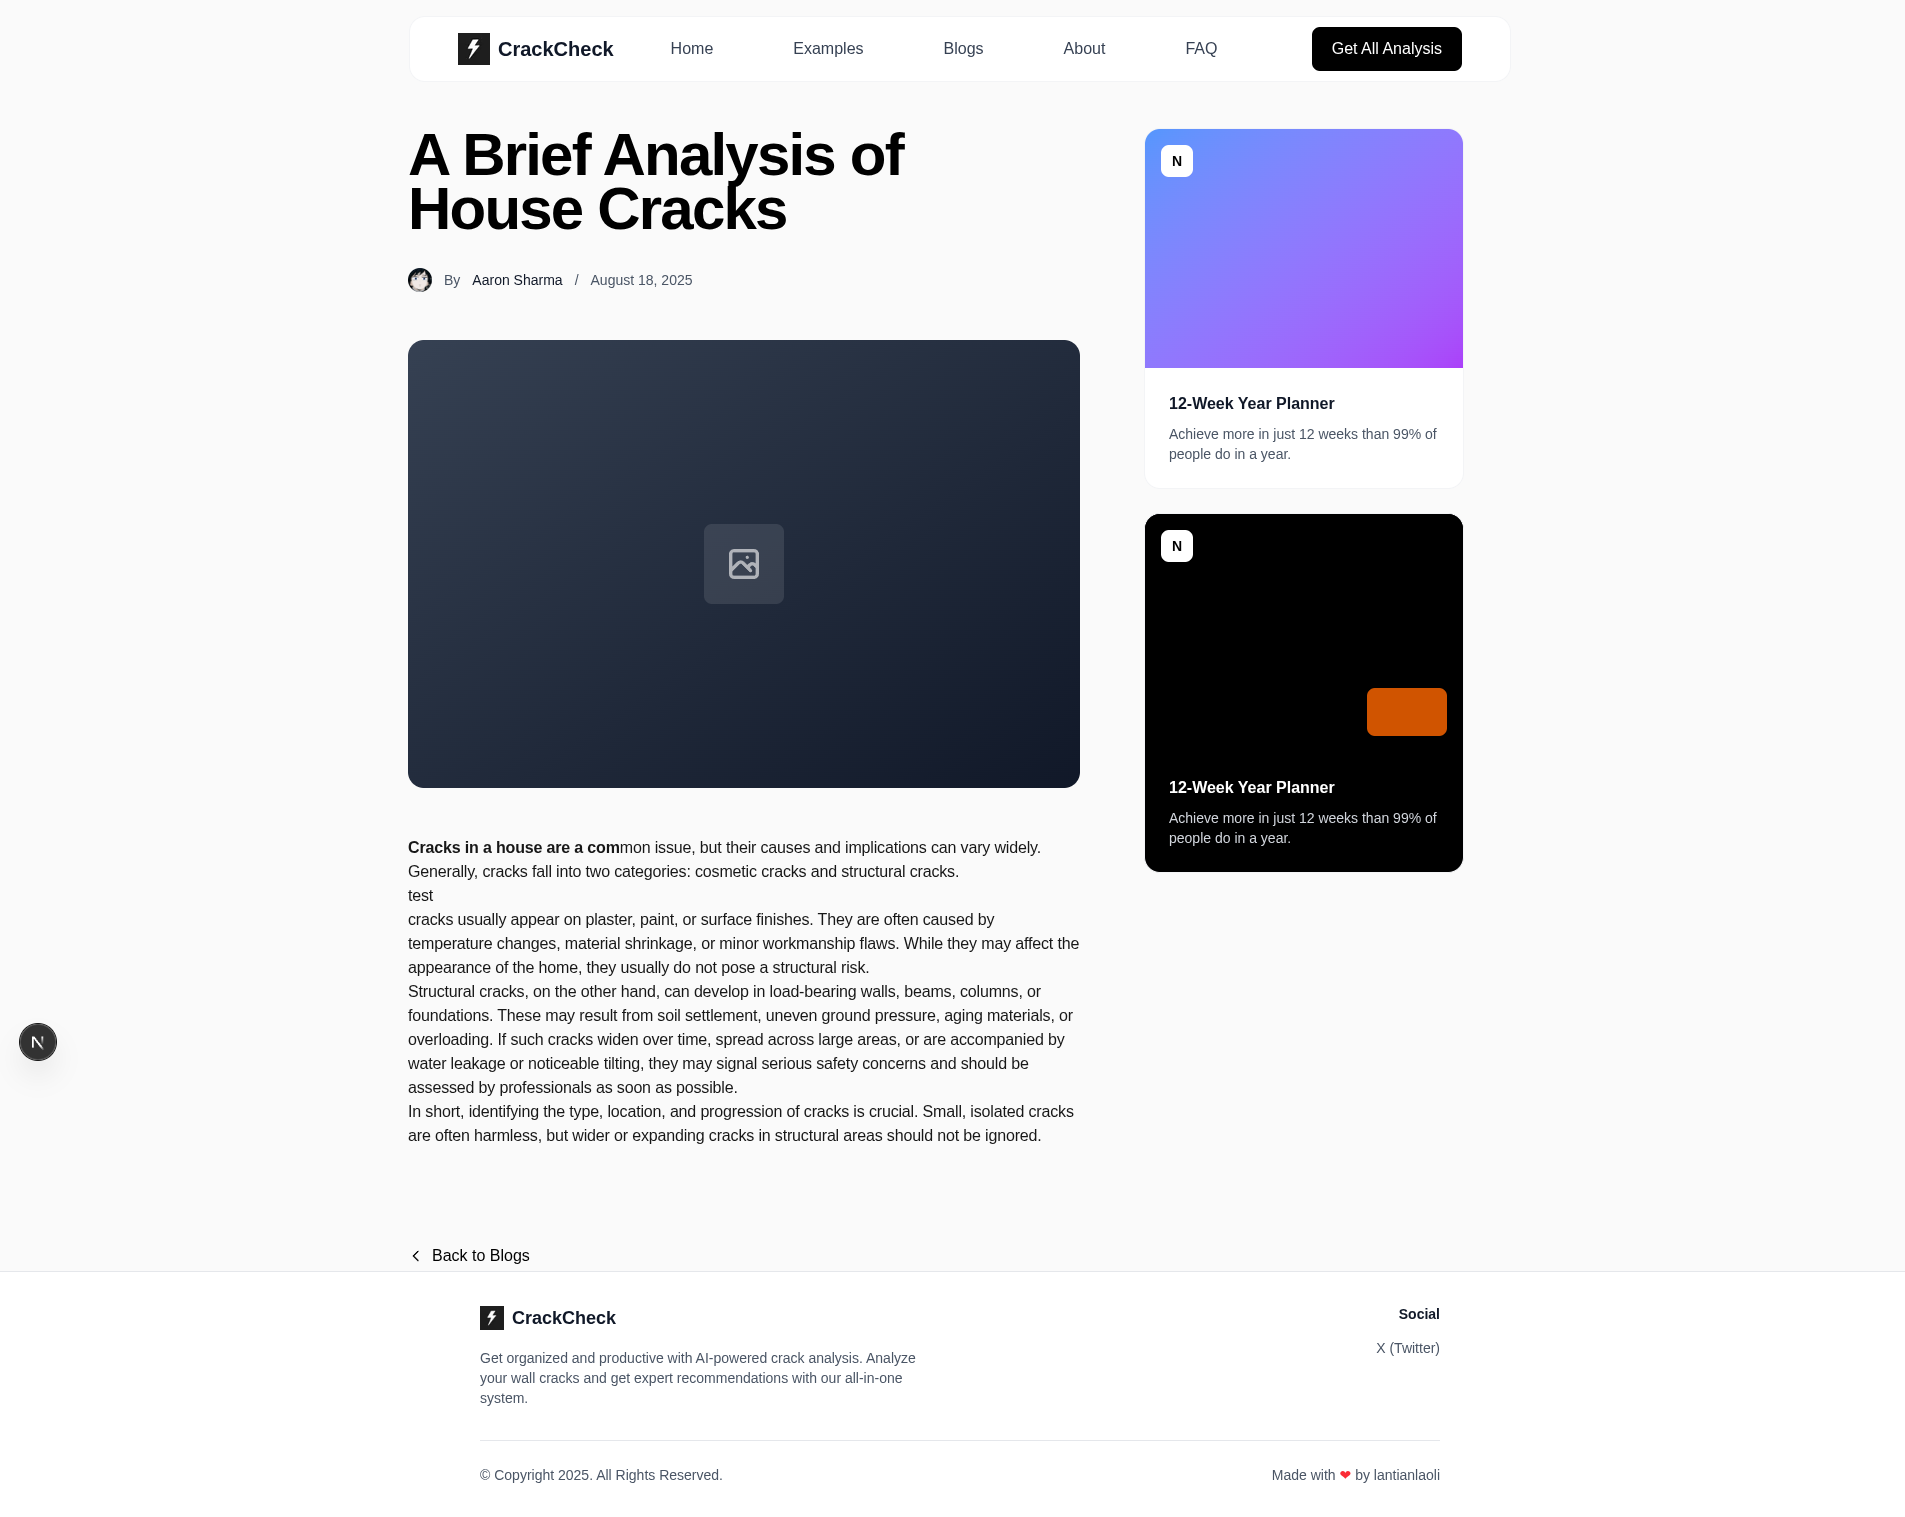 CrackCheck
Home
Examples
Blogs
About
FAQ
Get All Analysis
A Brief Analysis of
House Cracks
By Aaron Sharma / August 18, 2025
N
12-Week Year Planner
Achieve more in just 12 weeks than 99% of
people do in a year.
N
12-Week Year Planner
Achieve more in just 12 weeks than 99% of
people do in a year.
Cracks in a house are a common issue, but their causes and implications can vary widely.
Generally, cracks fall into two categories: cosmetic cracks and structural cracks.
test
cracks usually appear on plaster, paint, or surface finishes. They are often caused by
temperature changes, material shrinkage, or minor workmanship flaws. While they may affect the
appearance of the home, they usually do not pose a structural risk.
Structural cracks, on the other hand, can develop in load-bearing walls, beams, columns, or
foundations. These may result from soil settlement, uneven ground pressure, aging materials, or
overloading. If such cracks widen over time, spread across large areas, or are accompanied by
water leakage or noticeable tilting, they may signal serious safety concerns and should be
assessed by professionals as soon as possible.
In short, identifying the type, location, and progression of cracks is crucial. Small, isolated cracks
are often harmless, but wider or expanding cracks in structural areas should not be ignored.
N
Back to Blogs
CrackCheck
Get organized and productive with AI-powered crack analysis. Analyze
your wall cracks and get expert recommendations with our all-in-one
system.
Social
X (Twitter)
© Copyright 2025. All Rights Reserved.
Made with ❤ by lantianlaoli